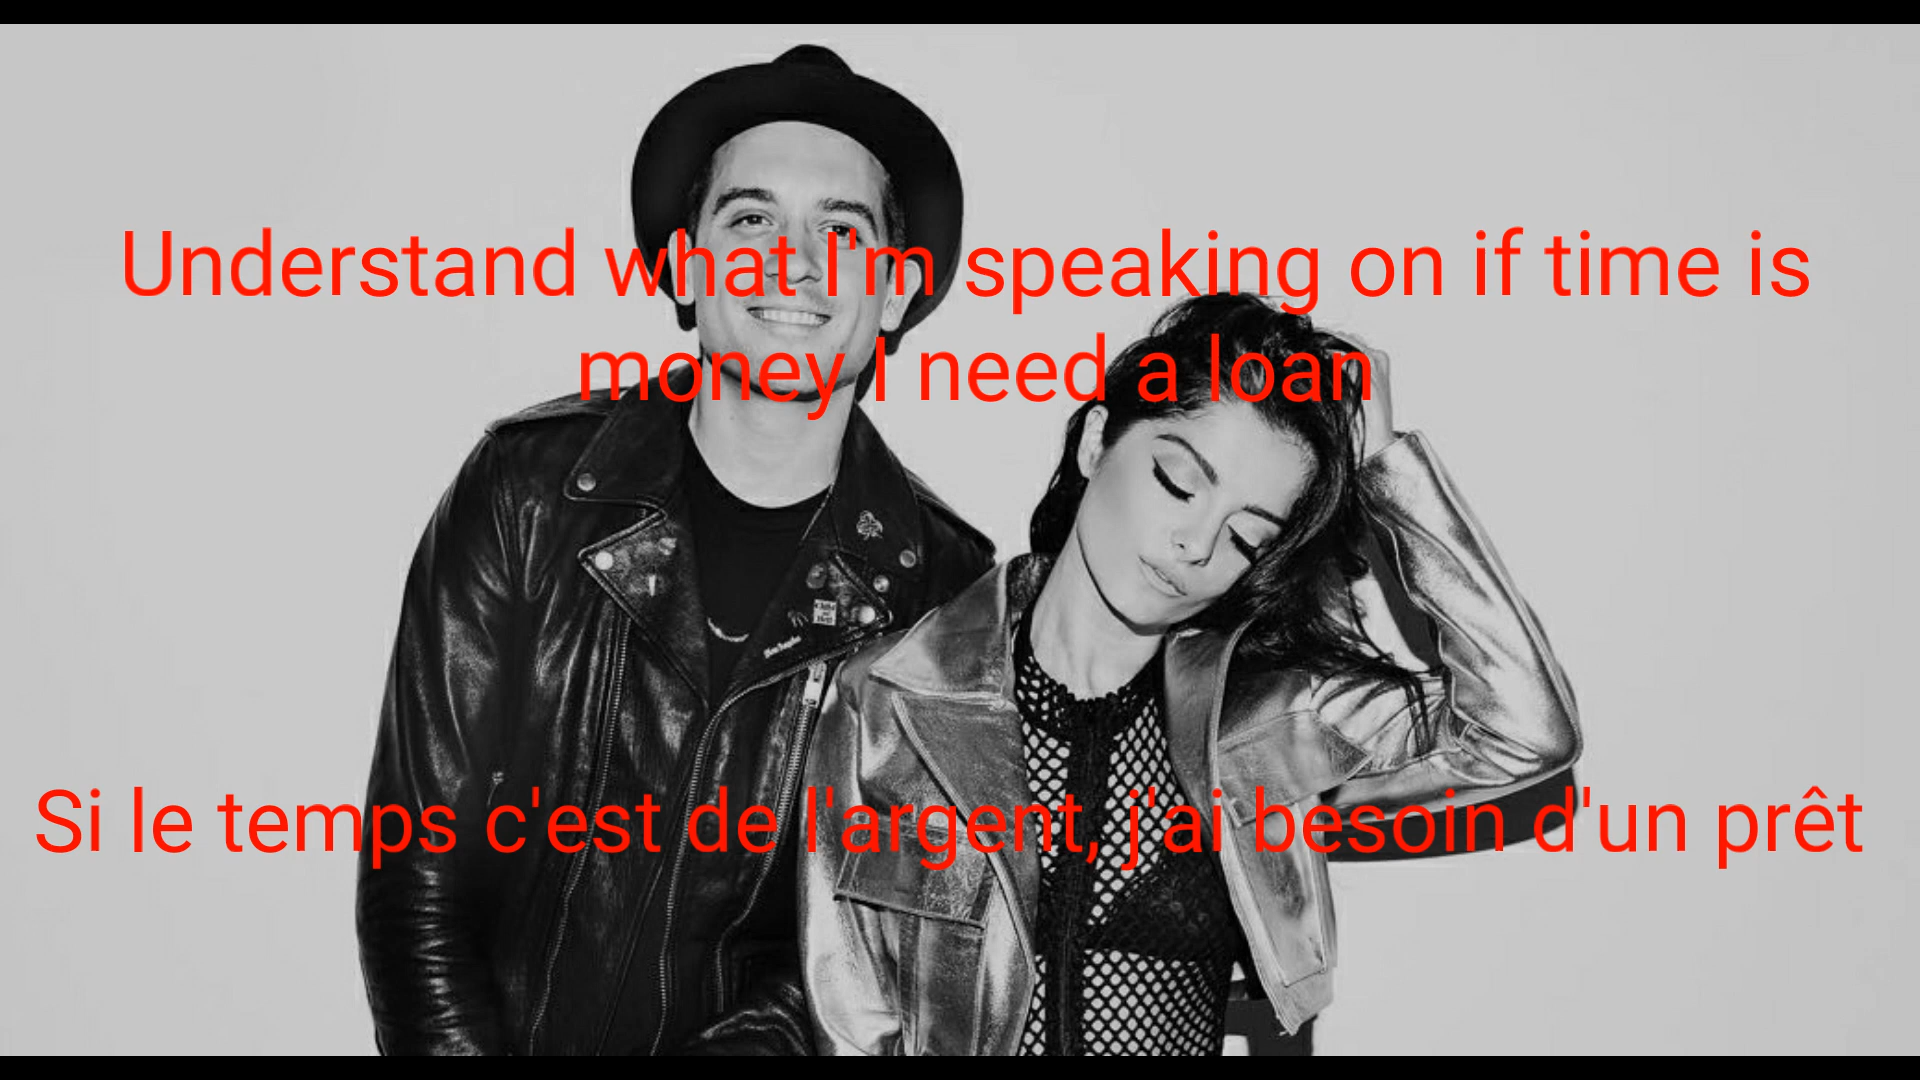 Understand what I'm speaking on if time is
money I need a loan
Si le temps c'est de l'argent, j'ai besoin d'un prêt